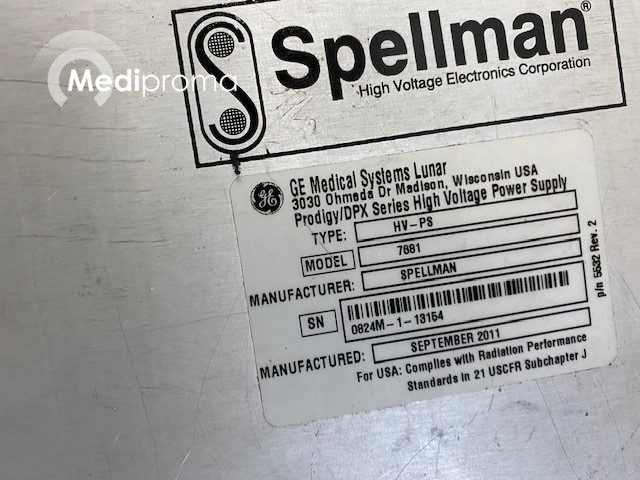 Mediproma
Spellman®
High Voltage Electronics Corporation
GE
GE Medical Systems Lunar
3030 Ohmeda Dr Madison, Wisconsin USA
Prodigy/DPX Series High Voltage Power Supply
TYPE: HV-PS
MODEL 7681
MANUFACTURER: SPELLMAN
SN 0824M-1-13154
MANUFACTURED: SEPTEMBER 2011
For USA: Complies with Radiation Performance
Standards in 21 USCFR Subchapter J
p/n 5532 Rev. 2